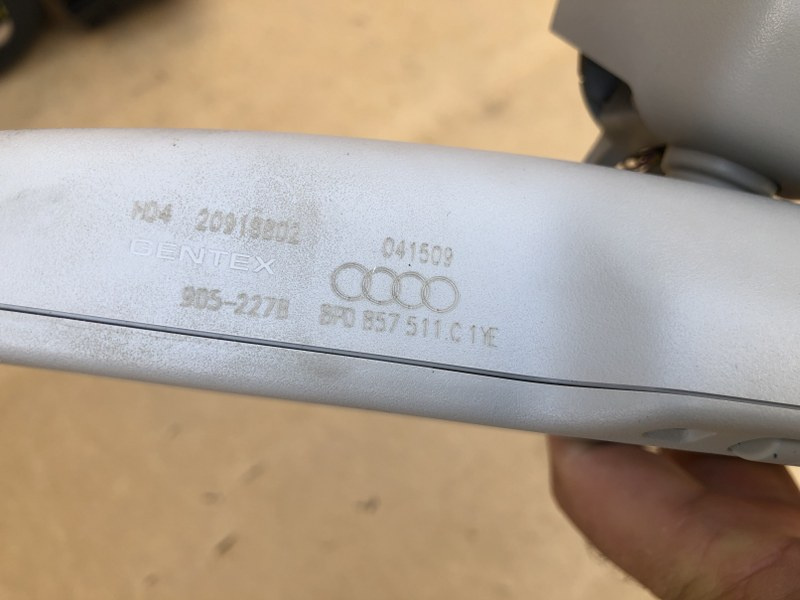 M04 20919802
GENTEX
905-2278
041509
8P0 857 511 C 1YE